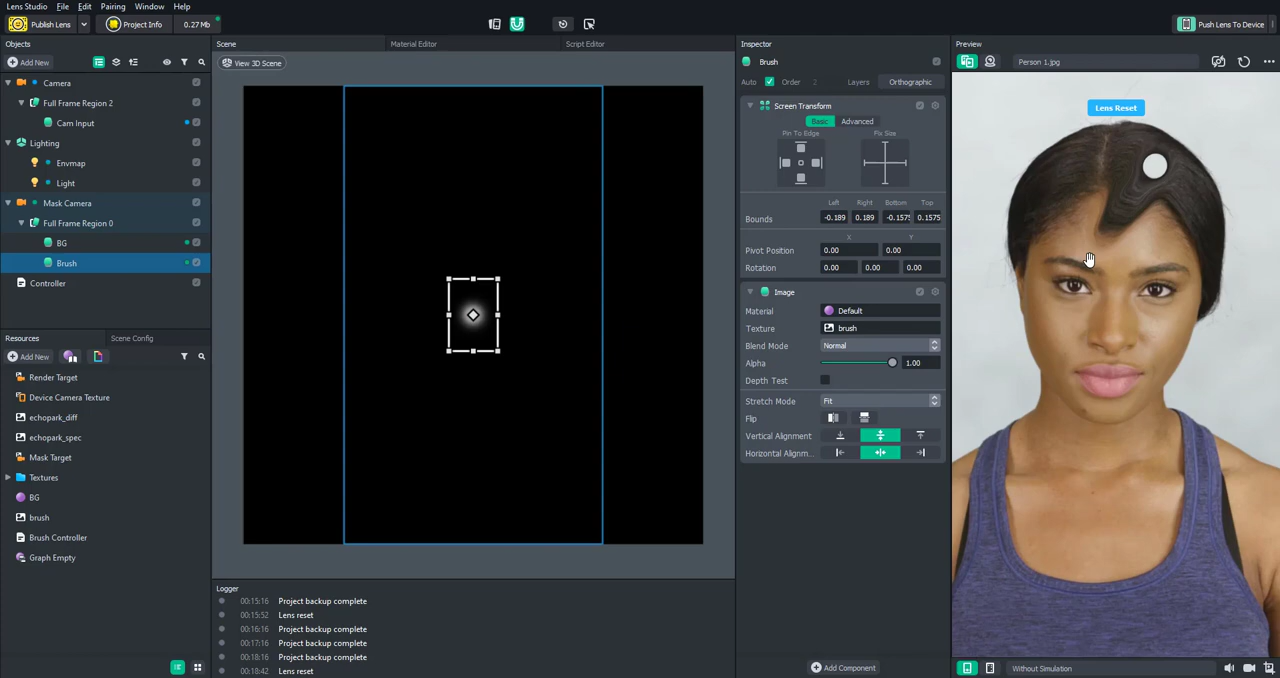 Lens Studio File Edit Pairing Window Help
Publish Lens Project Info 0.27 Mb Push Lens To Device
Objects
Add New
Camera
Full Frame Region 2
Cam Input
Lighting
Envmap
Light
Mask Camera
Full Frame Region 0
BG
Brush
Controller
Resources Scene Config
Add New
Render Target
Device Camera Texture
echopark_diff
echopark_spec
Mask Target
Textures
BG
brush
Brush Controller
Graph Empty
Scene Material Editor Script Editor
View 3D Scene
Logger
00:15:16 Project backup complete
00:15:52 Lens reset
00:16:16 Project backup complete
00:17:16 Project backup complete
00:18:16 Project backup complete
00:18:42 Lens reset
Inspector
Brush
Auto Order 2 Layers Orthographic
Screen Transform
Basic Advanced
Pin To Edge Fix Size
Left Right Bottom Top
Bounds -0.189 0.189 -0.1575 0.1575
X Y
Pivot Position 0.00 0.00
Rotation 0.00 0.00 0.00
Image
Material Default
Texture brush
Blend Mode Normal
Alpha 1.00
Depth Test
Stretch Mode Fit
Flip
Vertical Alignment
Horizontal Alignm...
Add Component
Preview
Person 1.jpg
Lens Reset
Without Simulation